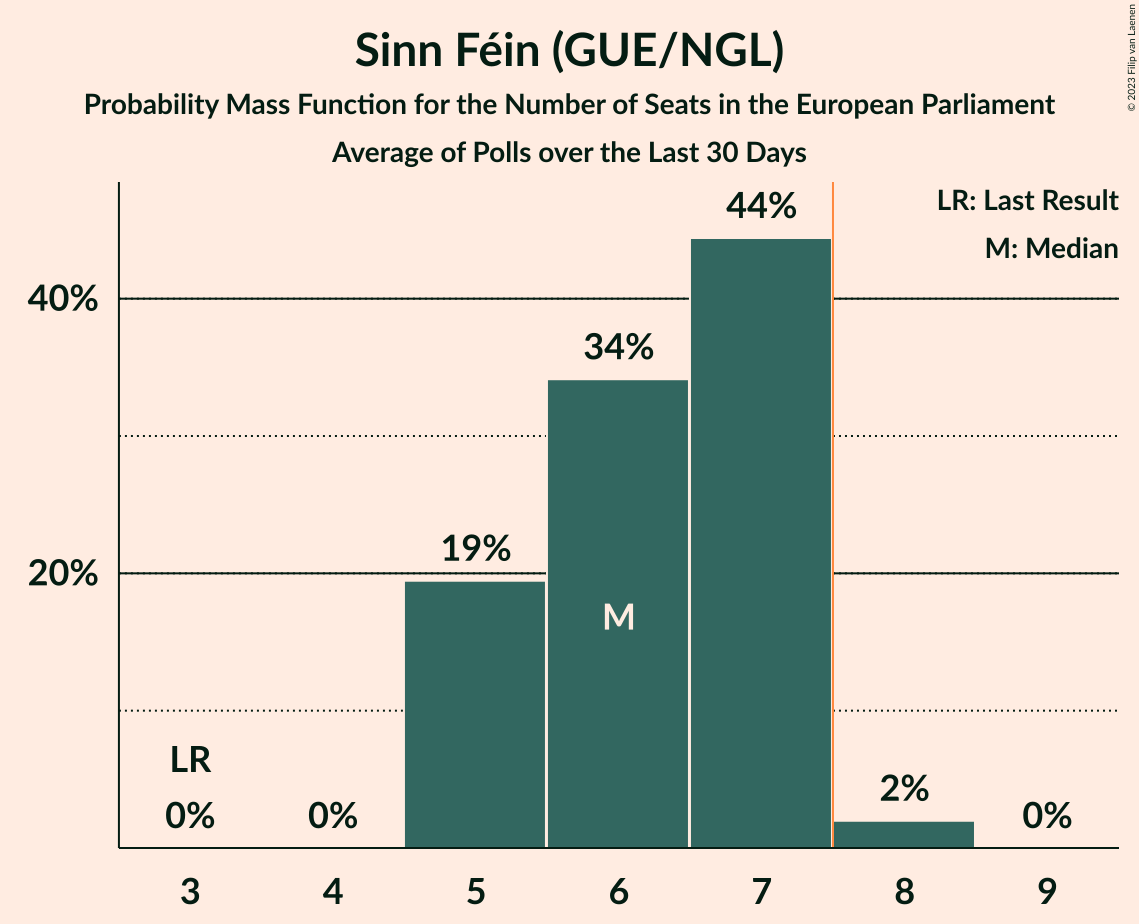 Sinn Féin (GUE/NGL)
Probability Mass Function for the Number of Seats in the European Parliament
Average of Polls over the Last 30 Days
© 2023 Filip van Laenen
LR: Last Result
M: Median
40%
20%
LR
0%
0%
19%
34%
M
44%
2%
0%
3 4 5 6 7 8 9